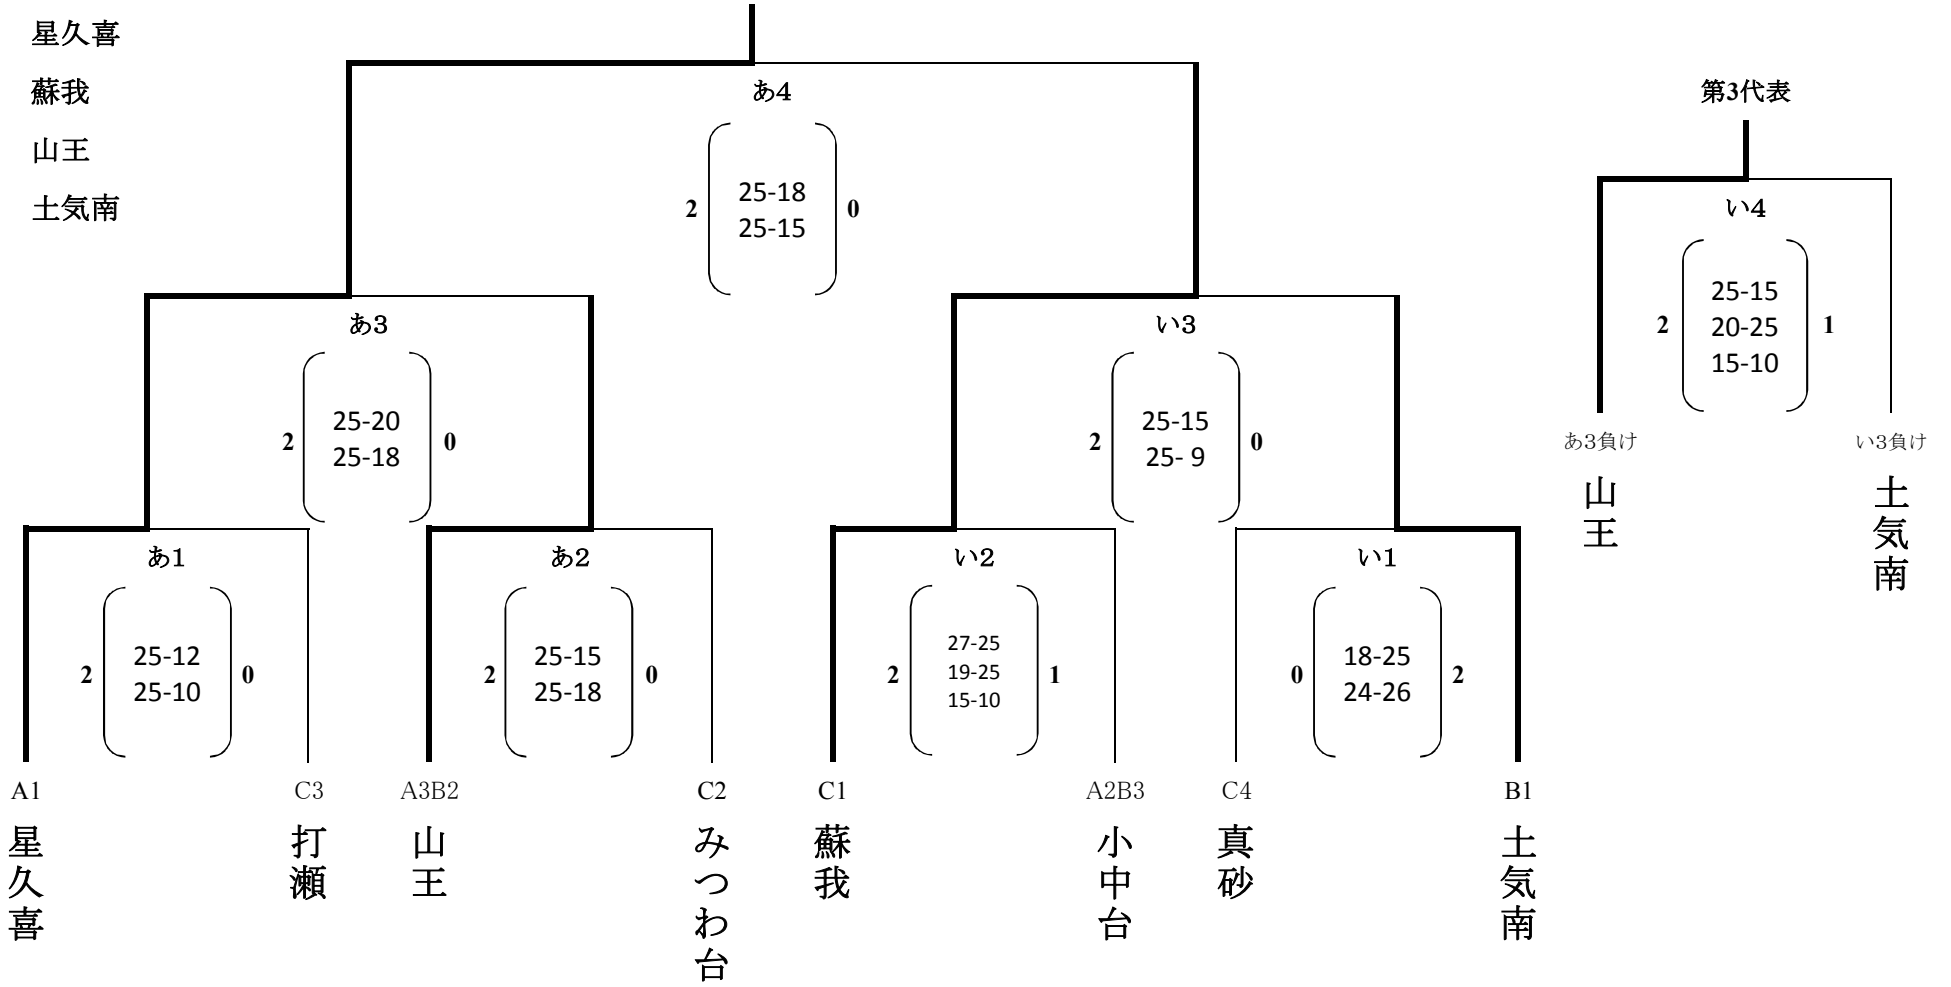 星久喜
蘇我
山王
土気南
あ4
2
25-18
25-15
0
第3代表
い4
2
25-15
20-25
15-10
1
あ3負け
い3負け
山王
土気南
あ3
2
25-20
25-18
0
い3
2
25-15
25- 9
0
あ1
2
25-12
25-10
0
あ2
2
25-15
25-18
0
い2
2
27-25
19-25
15-10
1
い1
0
18-25
24-26
2
A1
C3
A3B2
C2
C1
A2B3
C4
B1
星久喜
打瀬
山王
みつわ台
蘇我
小中台
真砂
土気南